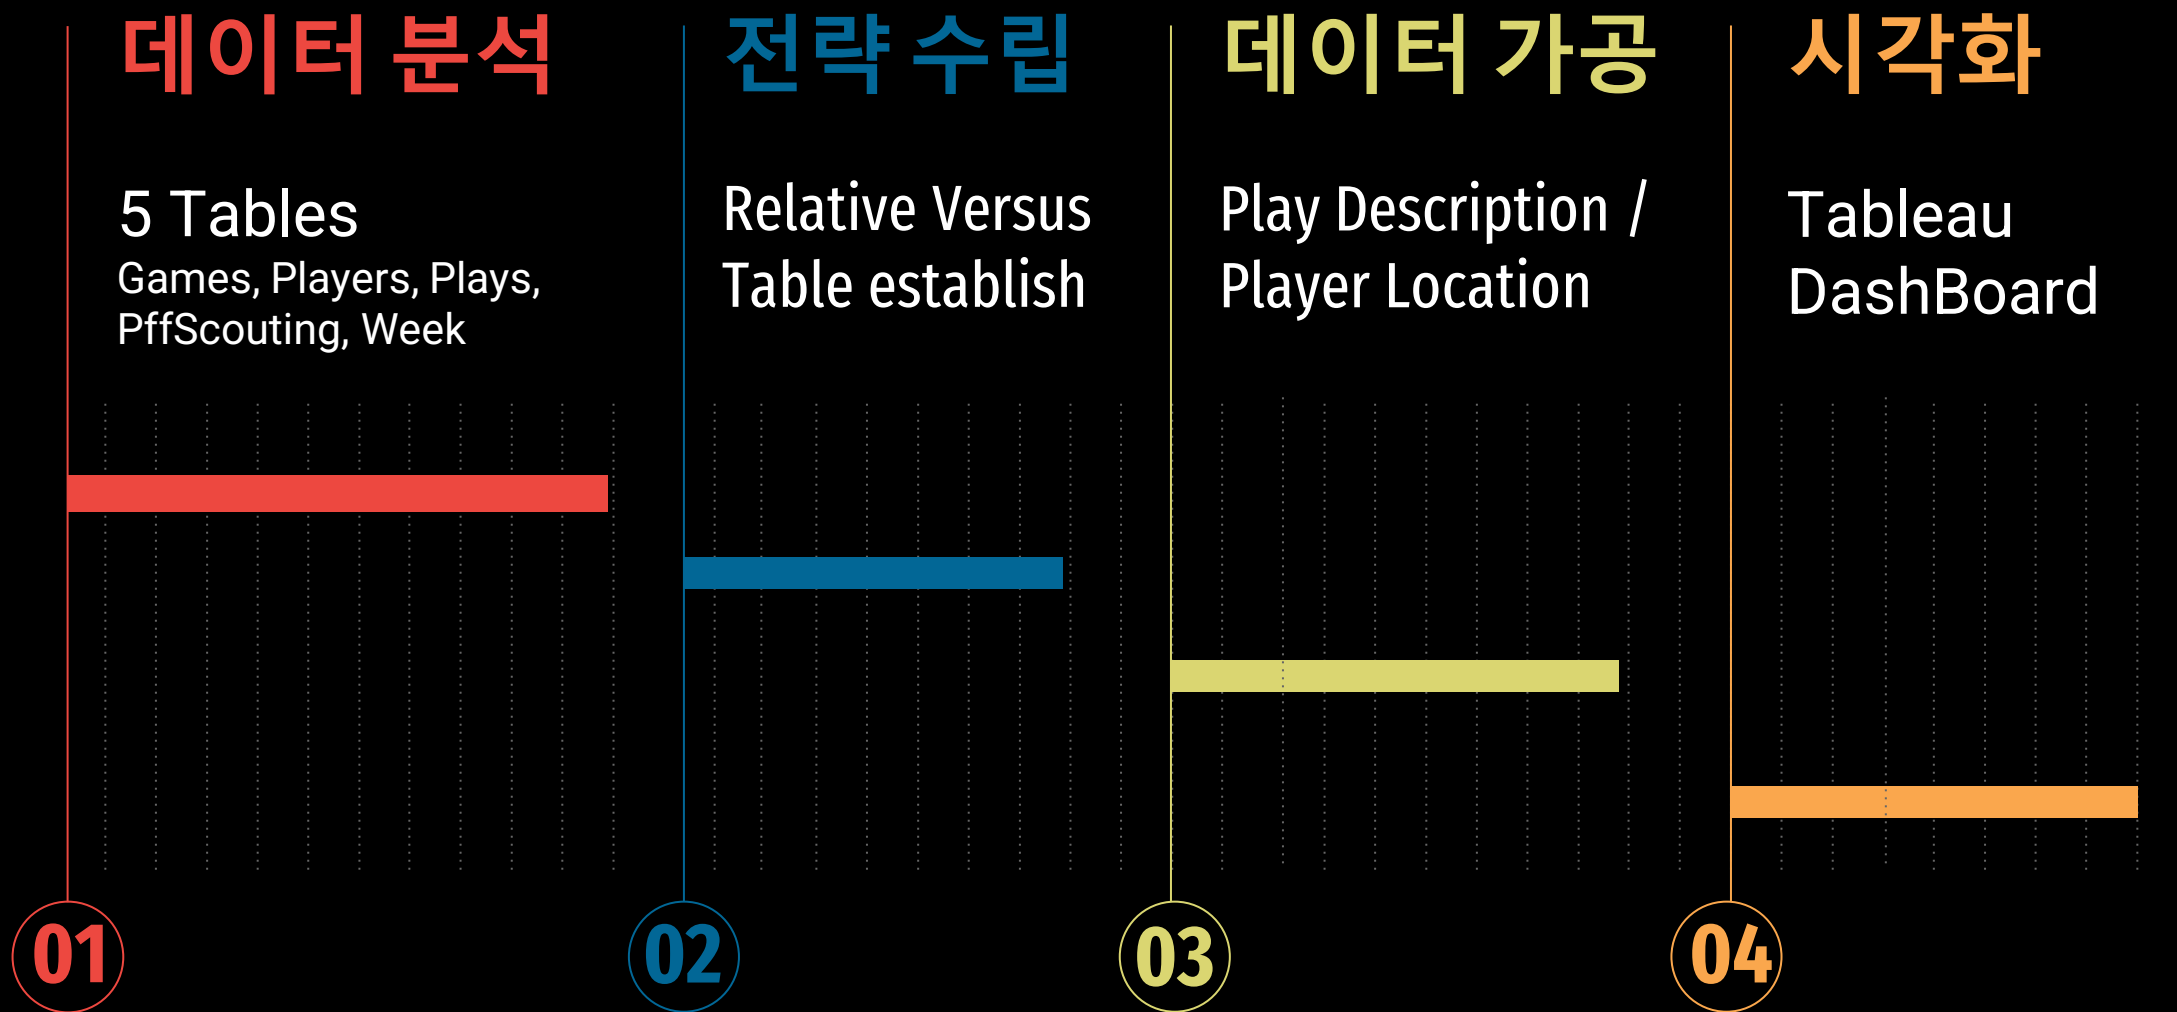 데이터 분석
5 Tables
Games, Players, Plays,
PffScouting, Week
01
전략 수립
Relative Versus
Table establish
02
데이터 가공
Play Description /
Player Location
03
시각화
Tableau
DashBoard
04